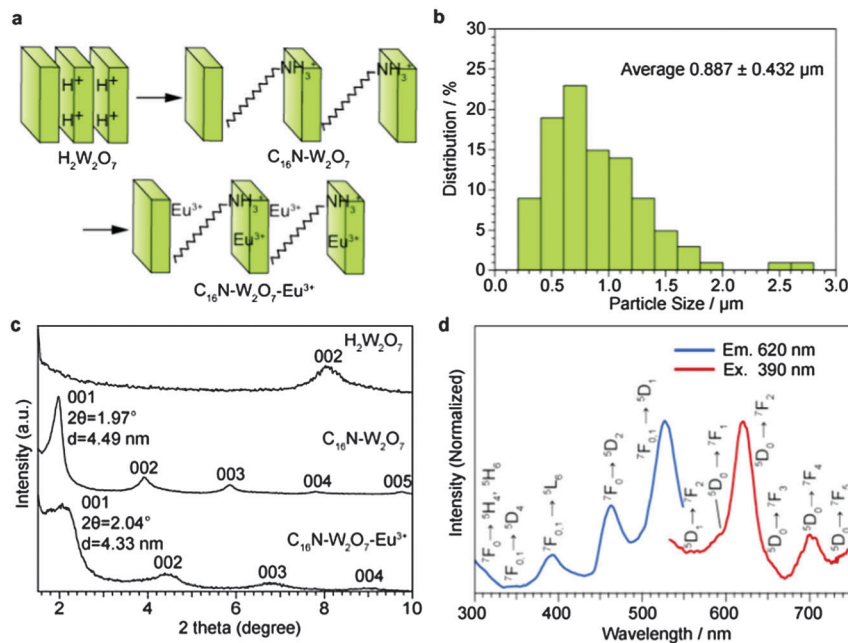 a
H+ H+
H+ H+
H2W2O7
NH3+ NH3+
C16N–W2O7
Eu3+ NH3+ Eu3+ NH3+
Eu3+ Eu3+
C16N–W2O7-Eu3+
b
Distribution / %
30
25
20
15
10
5
0
Average 0.887 ± 0.432 µm
0.0 0.5 1.0 1.5 2.0 2.5 3.0
Particle Size / µm
c
Intensity (a.u.)
H2W2O7
002
001
2θ=1.97°
d=4.49 nm
C16N–W2O7
002 003 004 005
001
2θ=2.04°
d=4.33 nm
C16N–W2O7-Eu3+
002 003 004
2 4 6 8 10
2 theta (degree)
d
Intensity (Normalized)
Em. 620 nm
Ex. 390 nm
7F0→5H4, 5H6
7F0,1→5D4
7F0,1→5L6
7F0→5D2
7F0,1→5D1
5D1→7F2
5D0→7F1
5D0→7F2
5D0→7F3
5D0→7F4
5D0→7F5
300 400 500 600 700
Wavelength / nm